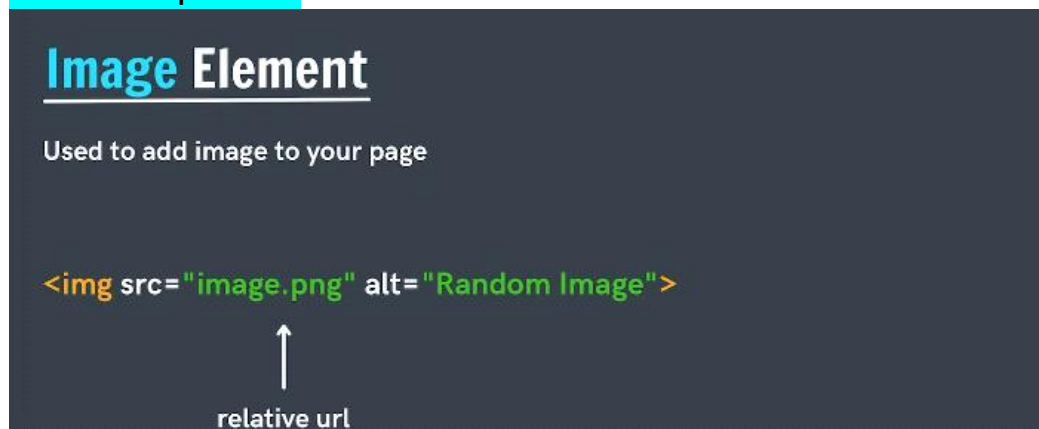 Image Element
Used to add image to your page
<img src="image.png" alt="Random Image">
relative url